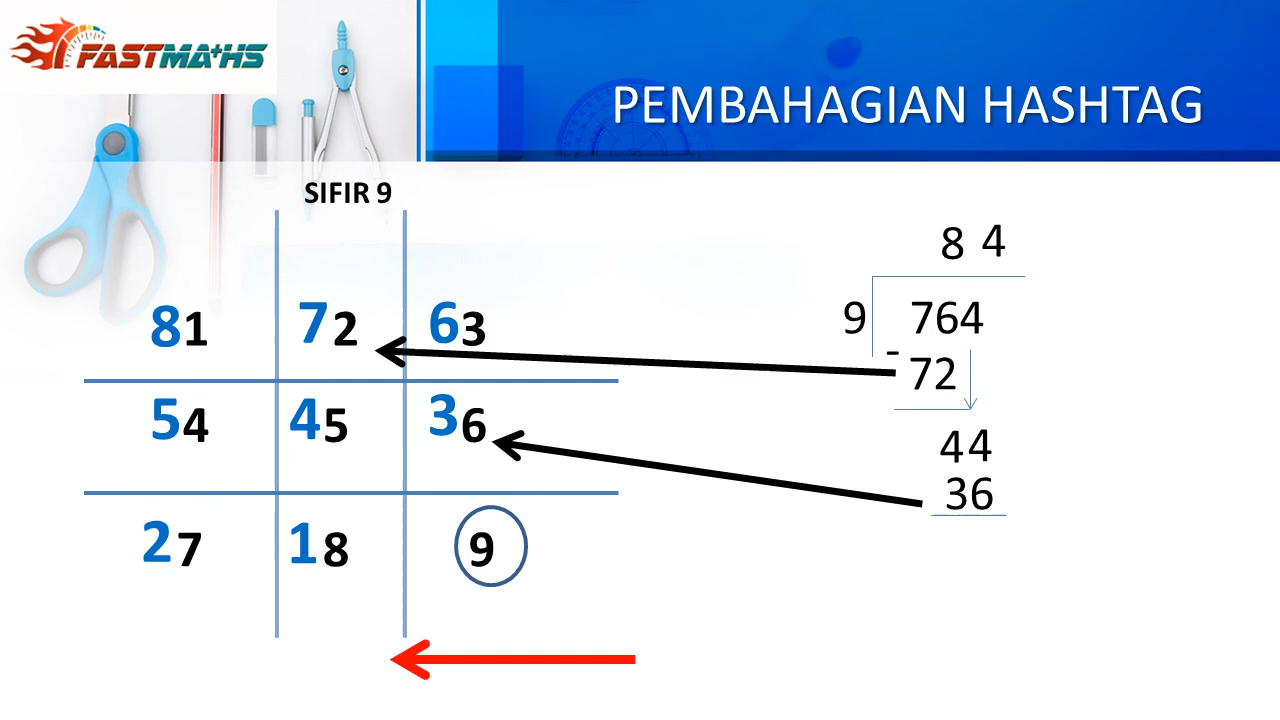 FASTMA+HS
PEMBAHAGIAN HASHTAG
SIFIR 9
81 72 63
54 45 36
27 18 9
8 4
9 764
- 72
44
36